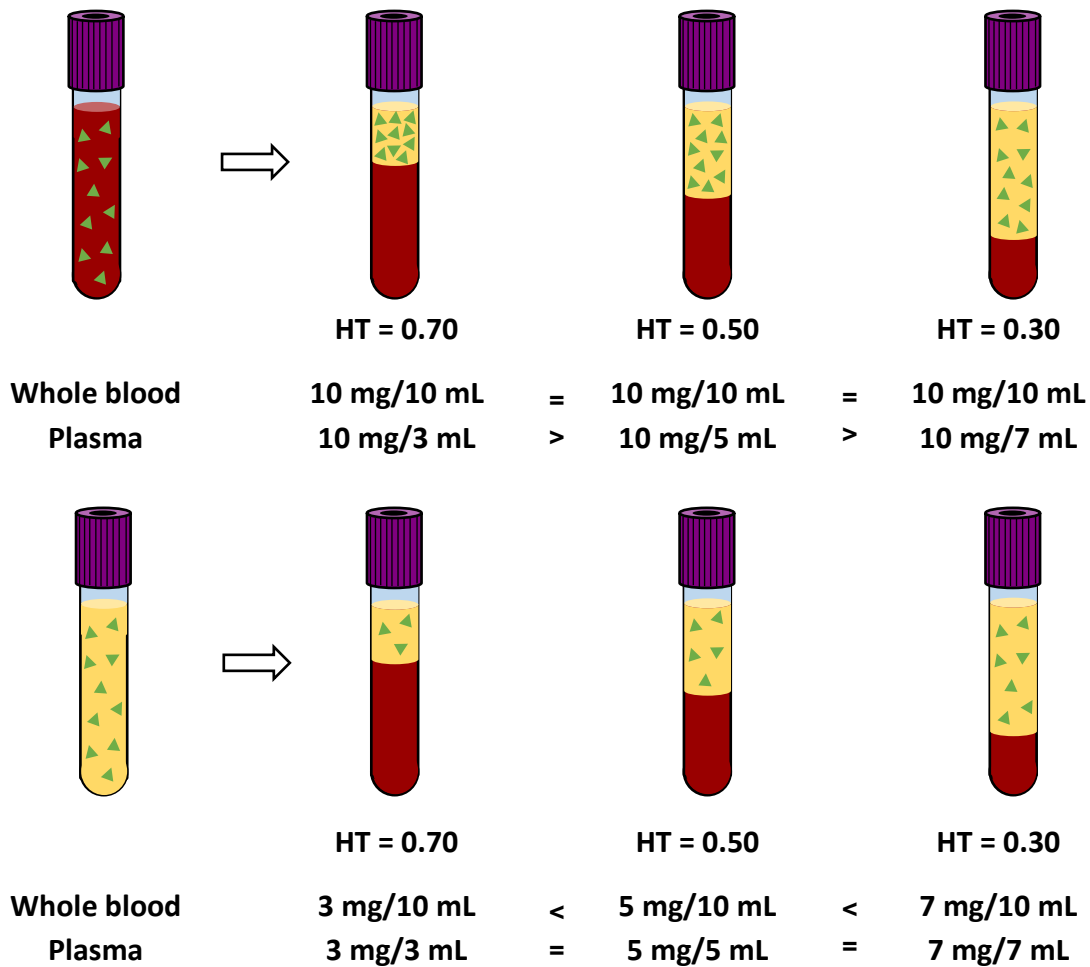 HT = 0.70 HT = 0.50 HT = 0.30
Whole blood 10 mg/10 mL = 10 mg/10 mL = 10 mg/10 mL
Plasma 10 mg/3 mL > 10 mg/5 mL > 10 mg/7 mL
HT = 0.70 HT = 0.50 HT = 0.30
Whole blood 3 mg/10 mL < 5 mg/10 mL < 7 mg/10 mL
Plasma 3 mg/3 mL = 5 mg/5 mL = 7 mg/7 mL